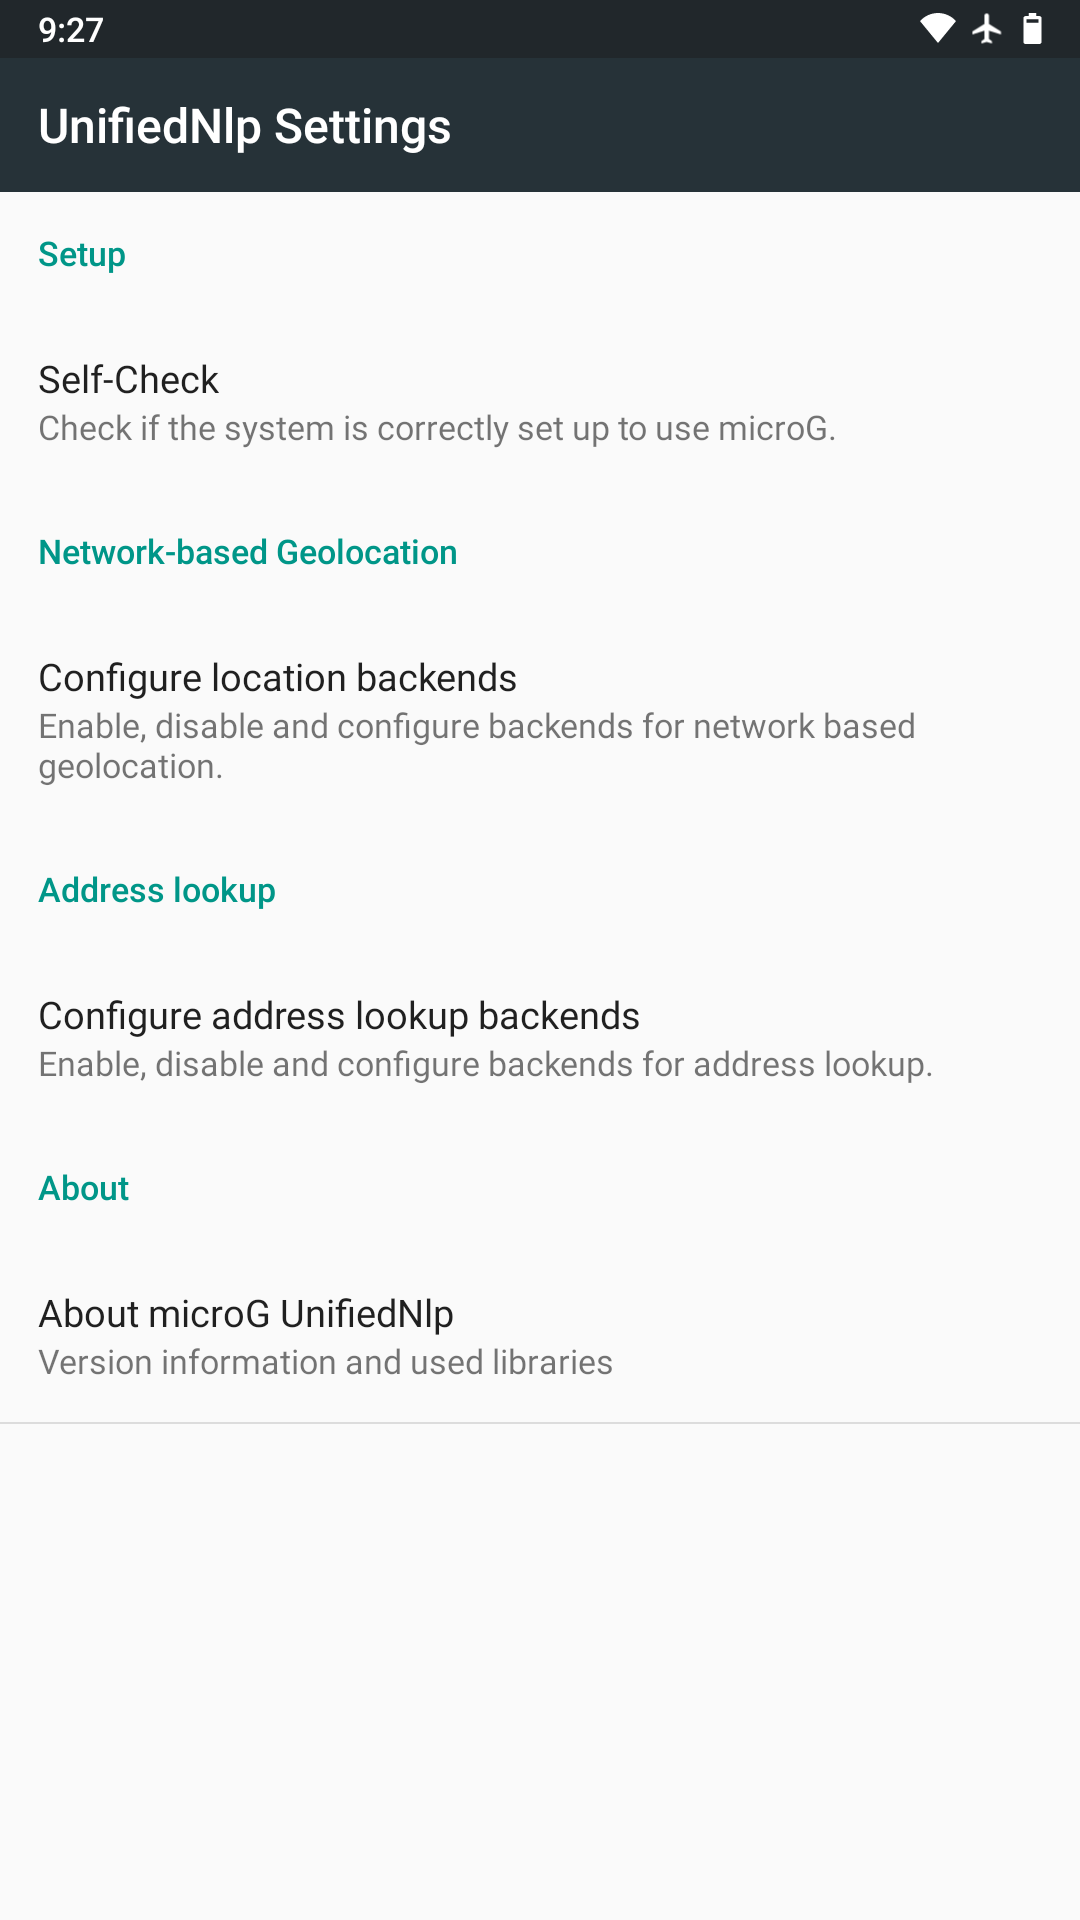 9:27
UnifiedNlp Settings
Setup
Self-Check
Check if the system is correctly set up to use microG.
Network-based Geolocation
Configure location backends
Enable, disable and configure backends for network based
geolocation.
Address lookup
Configure address lookup backends
Enable, disable and configure backends for address lookup.
About
About microG UnifiedNlp
Version information and used libraries